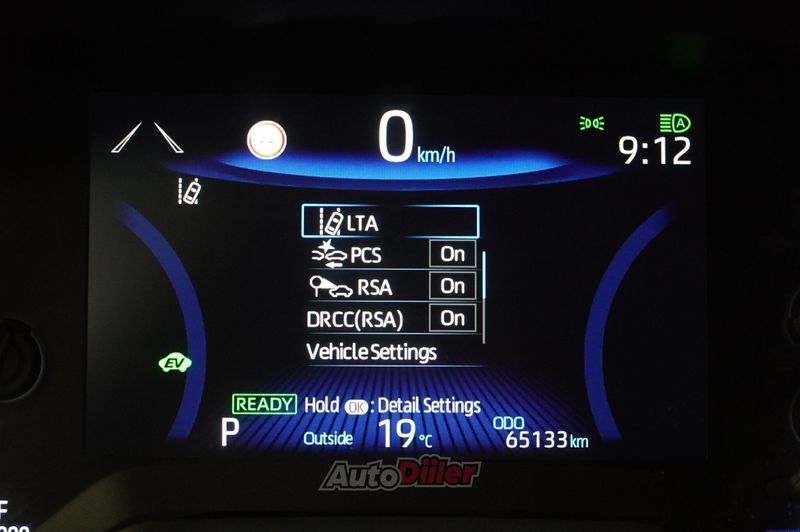 0 km/h
A
9:12
LTA
PCS On
RSA On
DRCC(RSA) On
Vehicle Settings
EV
READY Hold OK : Detail Settings
P Outside 19 °C ODO 65133 km
AutoDiiler
F